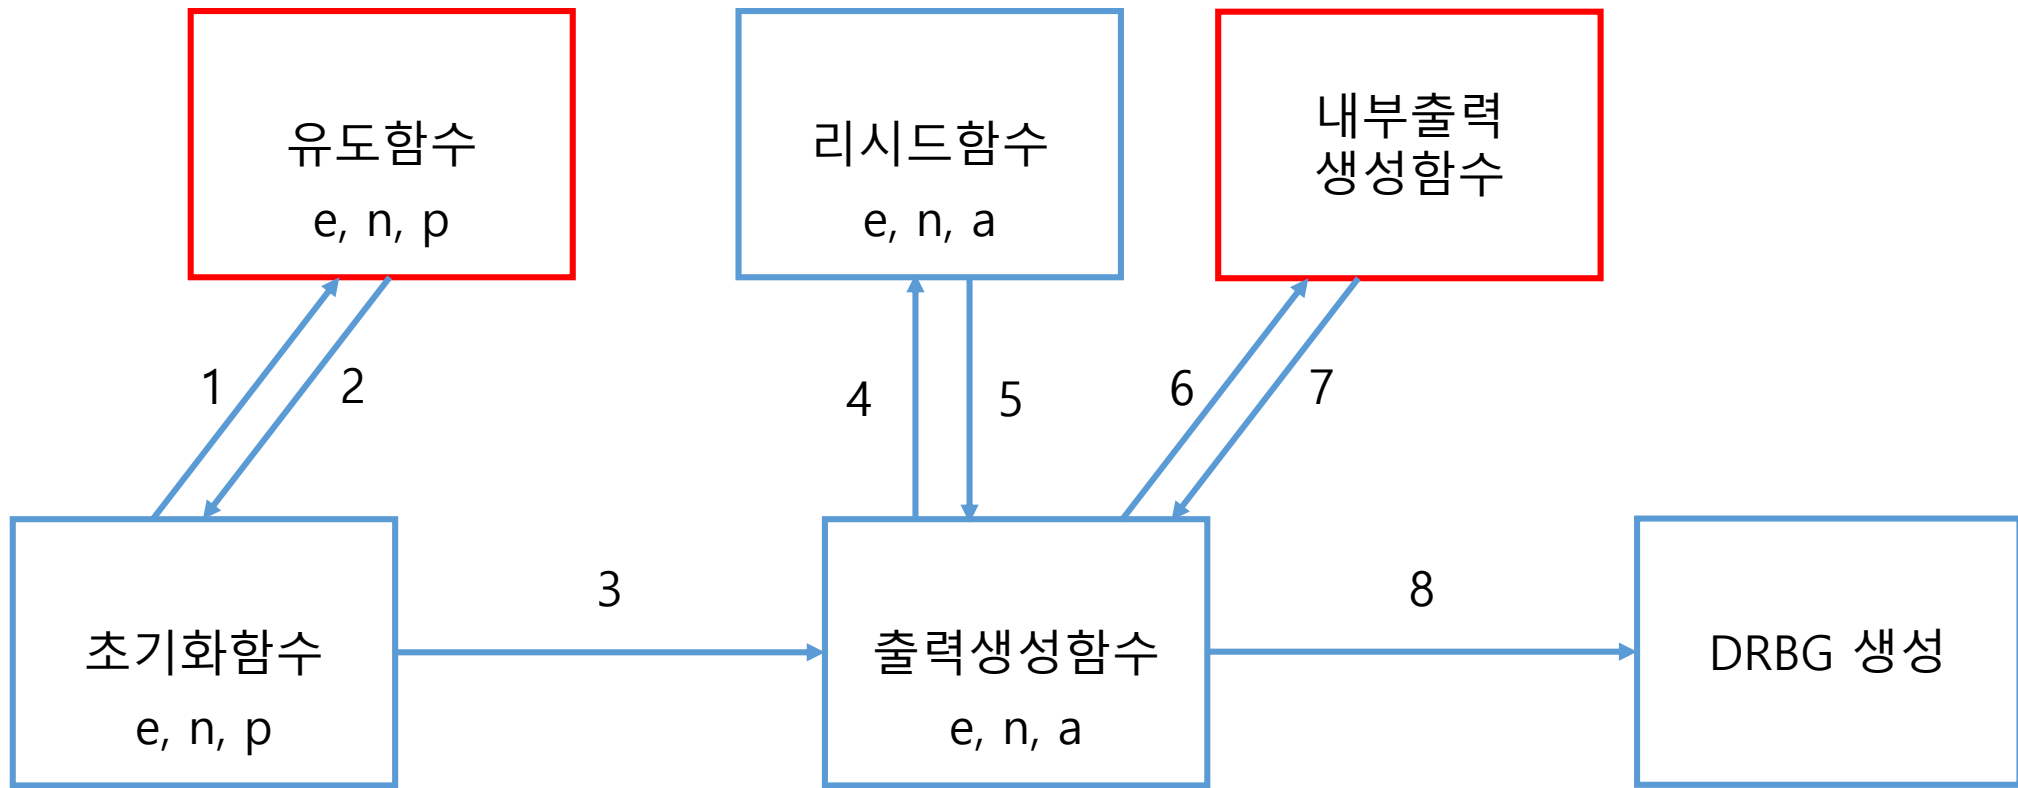 유도함수
e, n, p
리시드함수
e, n, a
내부출력
생성함수
1
2
4
5
6
7
3
8
초기화함수
e, n, p
출력생성함수
e, n, a
DRBG 생성